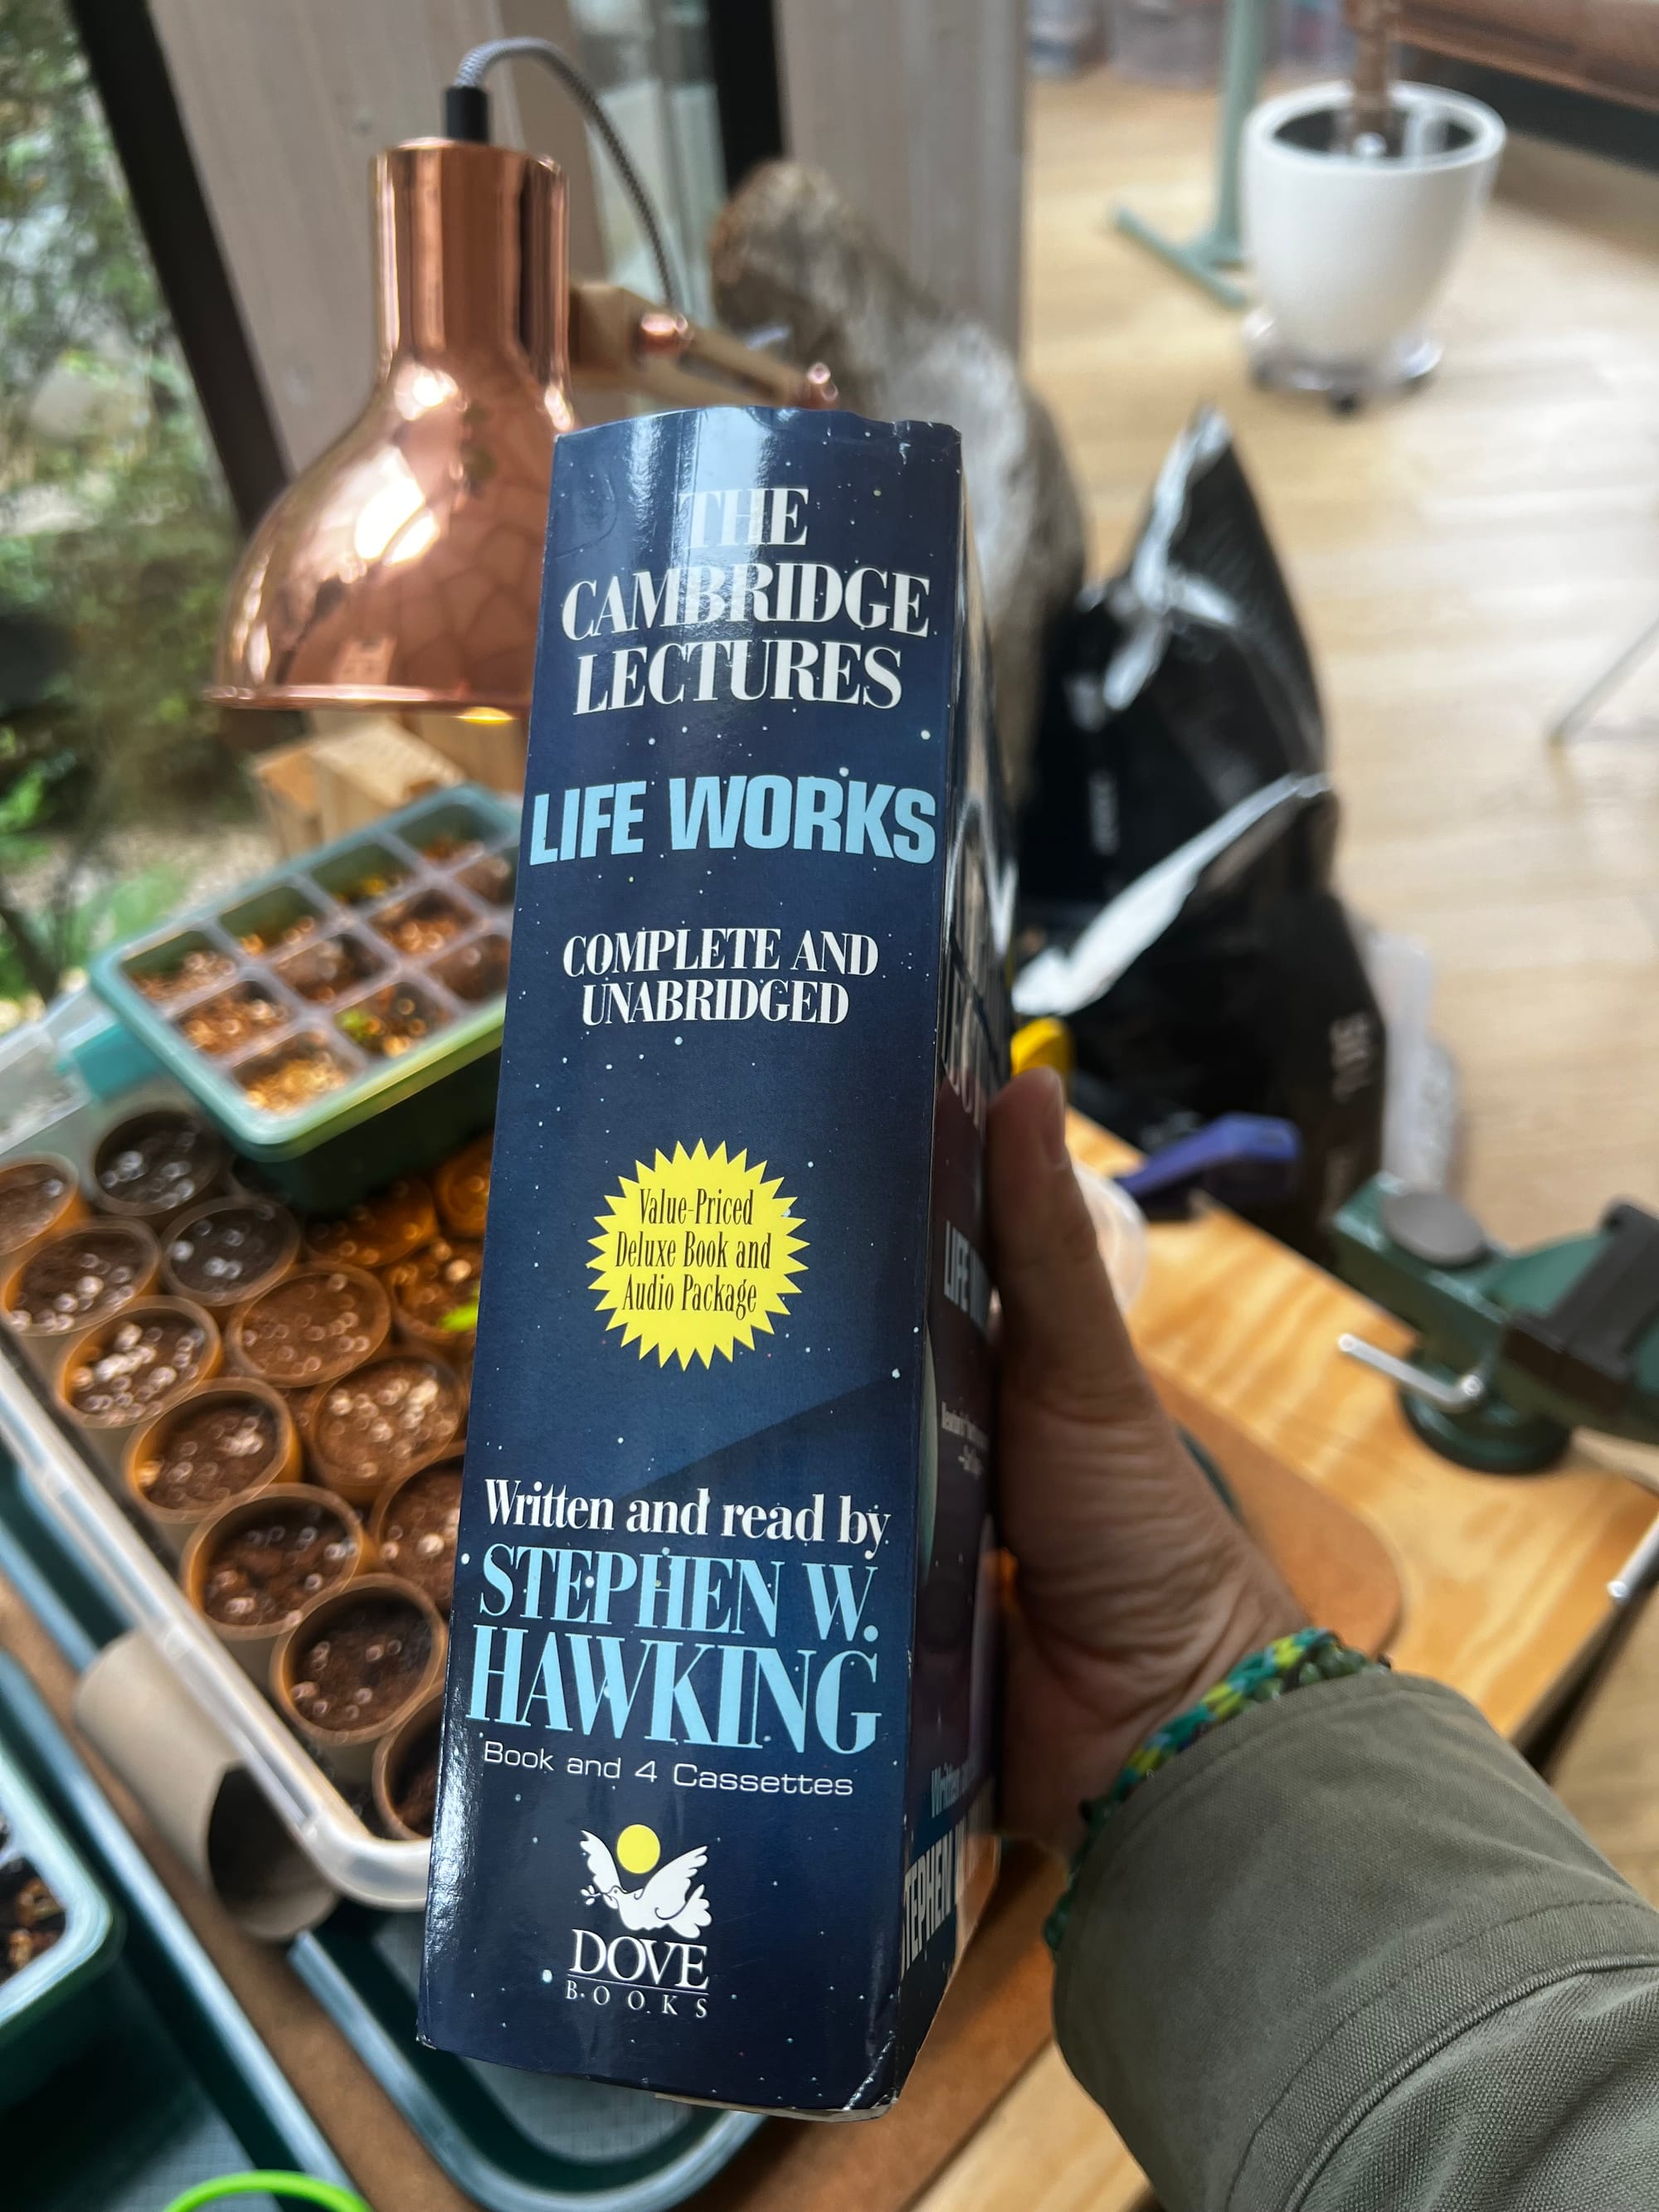 THE
CAMBRIDGE
LECTURES
LIFE WORKS
COMPLETE AND
UNABRIDGED
Value-Priced
Deluxe Book and
Audio Package
Written and read by
STEPHEN W.
HAWKING
Book and 4 Cassettes
DOVE
BOOKS
LIFE